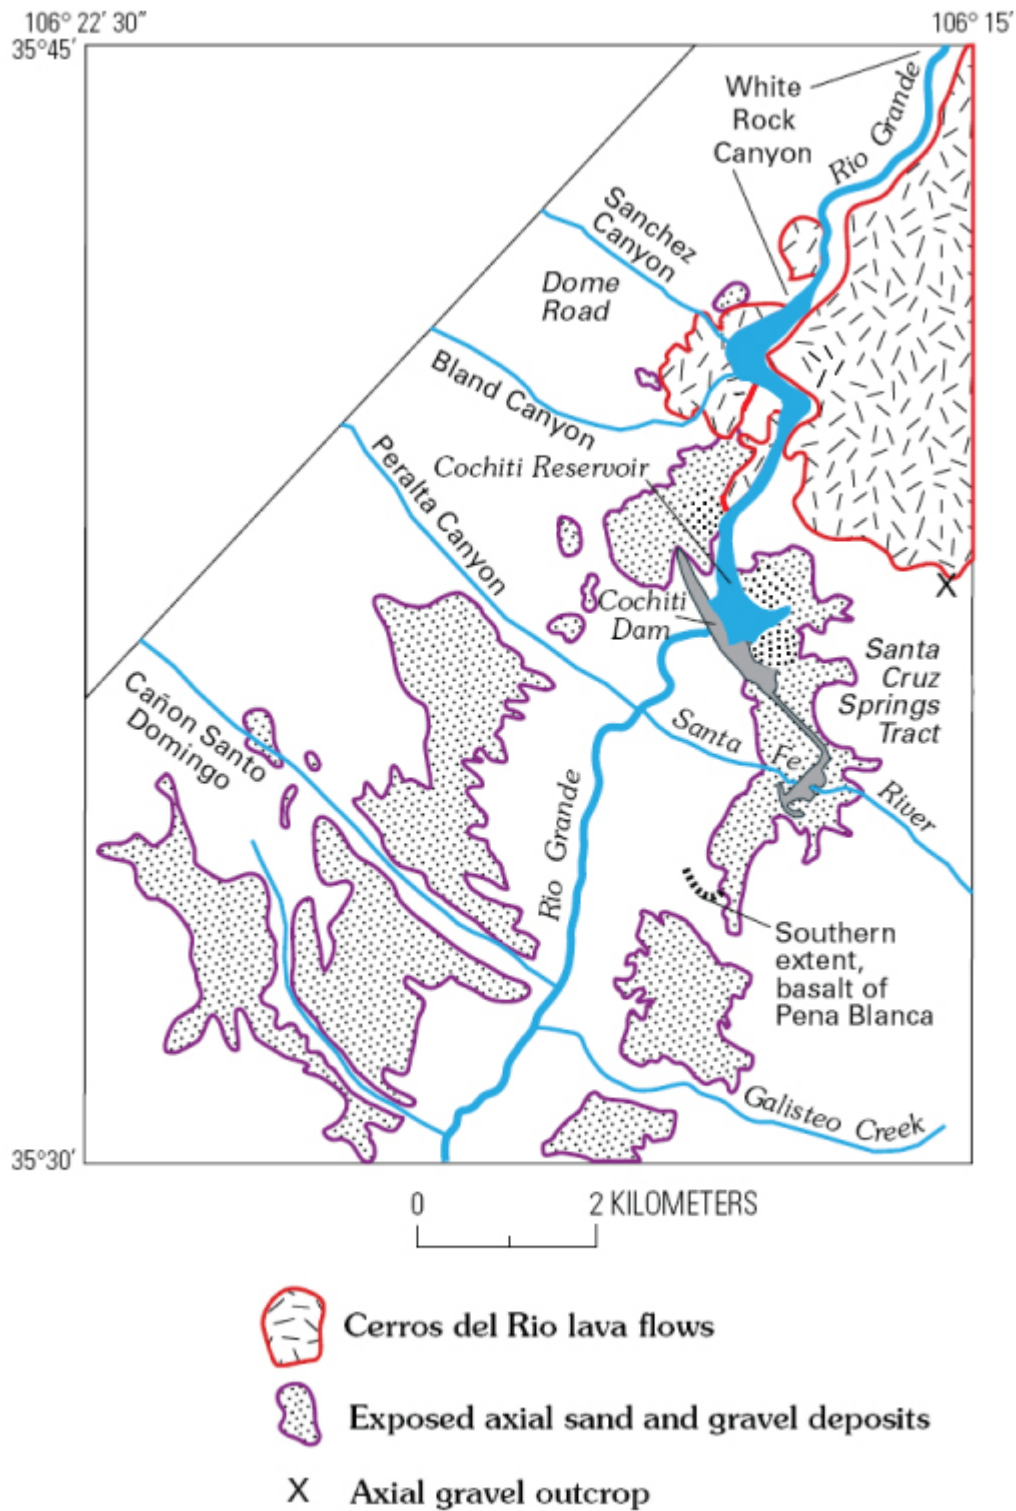 106° 22′ 30″
106° 15′
35°45′
White
Rock
Canyon
Rio Grande
Sanchez
Canyon
Dome
Road
Bland Canyon
Peralta Canyon
Cochiti Reservoir
Cochiti
Dam
Santa
Cruz
Springs
Tract
Cañon Santo
Domingo
Santa Fe River
Rio Grande
Southern
extent,
basalt of
Pena Blanca
Galisteo Creek
X
35°30′
0 2 KILOMETERS
Cerros del Rio lava flows
Exposed axial sand and gravel deposits
X Axial gravel outcrop